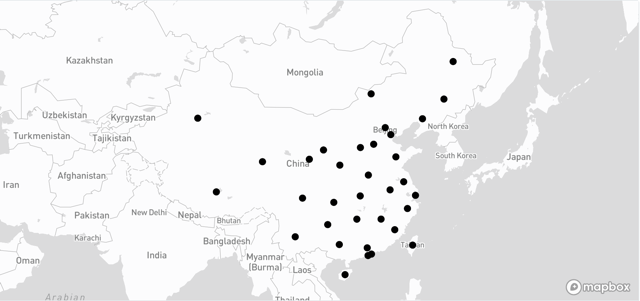 Kazakhstan
Mongolia
Uzbekistan
Kyrgyzstan
Turkmenistan
Tajikistan
Beijing
North Korea
South Korea
Japan
China
Iran
Afghanistan
Pakistan
New Delhi
Nepal
Bhutan
Karachi
Bangladesh
Taiwan
Oman
India
Myanmar
(Burma)
Laos
Thailand
Arabian
mapbox